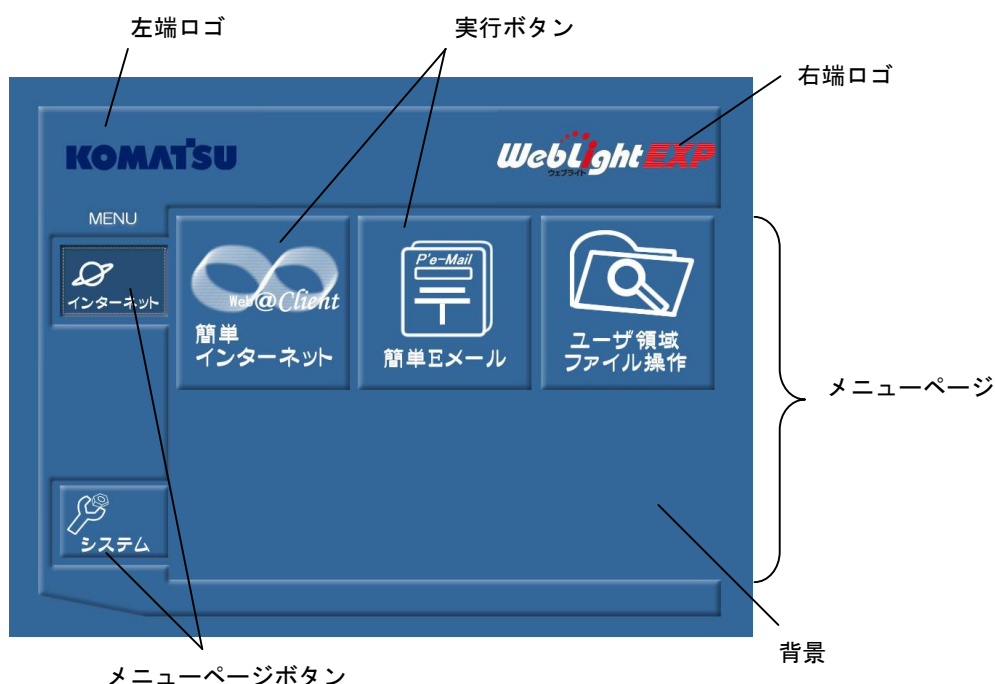 左端ロゴ
実行ボタン
右端ロゴ
KOMATSU
WebLight EXP
ウェブライト
MENU
インターネット
Web@Client
簡単
インターネット
P'e-Mail
簡単Eメール
ユーザ領域
ファイル操作
メニューページ
システム
背景
メニューページボタン